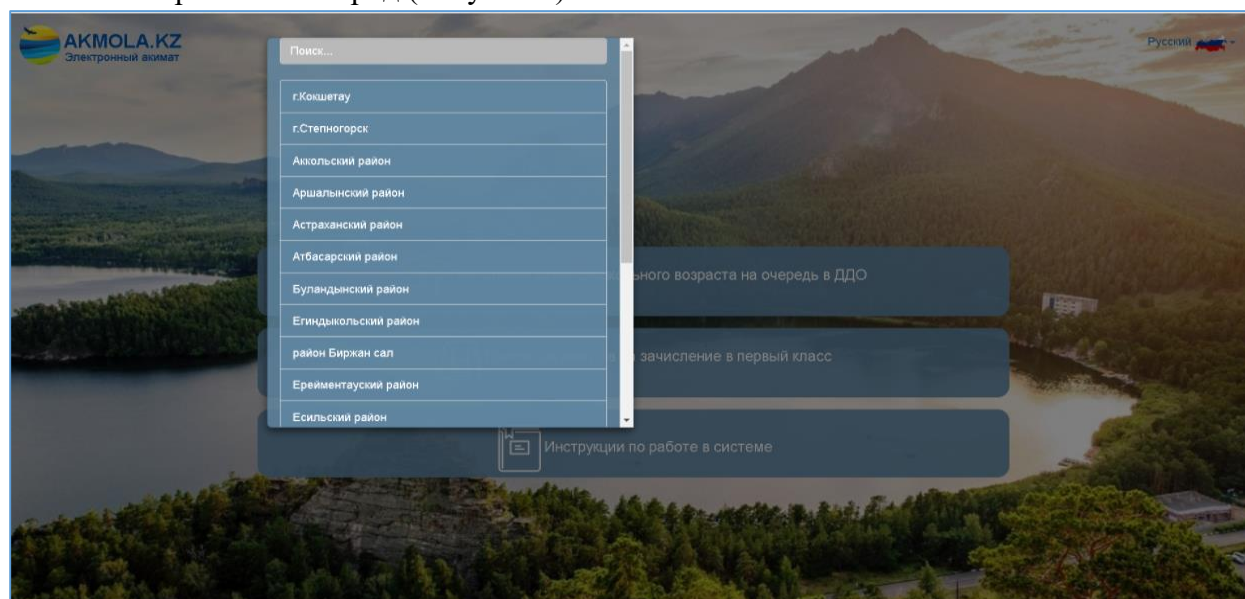 AKMOLA.KZ
Электронный акимат
Русский
Поиск...
г.Кокшетау
г.Степногорск
Аккольский район
Аршалынский район
Астраханский район
Атбасарский район
ьного возраста на очередь в ДДО
Буландынский район
Егиндыкольский район
район Биржан сал
зачисление в первый класс
Ерейментауский район
Есильский район
Инструкции по работе в системе